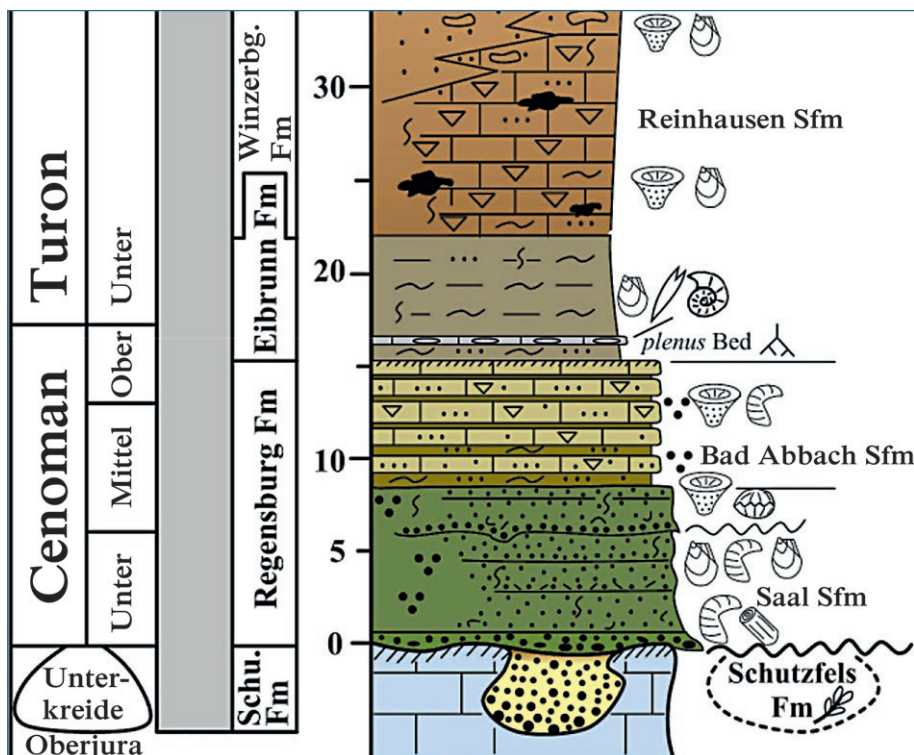 Turon
Cenoman
Unter
Ober
Mittel
Unter
Unter-
kreide
Oberjura
Winzerbg.
Fm
Eibrunn Fm
Regensburg Fm
Schu.
Fm
30
20
10
5
0
Reinhausen Sfm
plenus Bed
Bad Abbach Sfm
Saal Sfm
Schutzfels
Fm